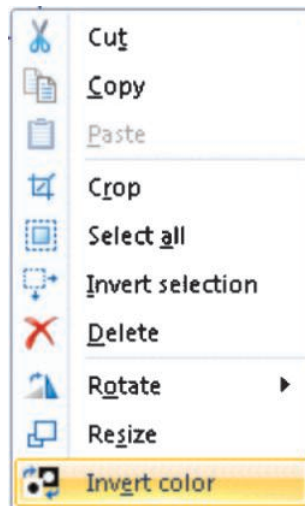 Cut
Copy
Paste
Crop
Select all
Invert selection
Delete
Rotate
Resize
Invert color